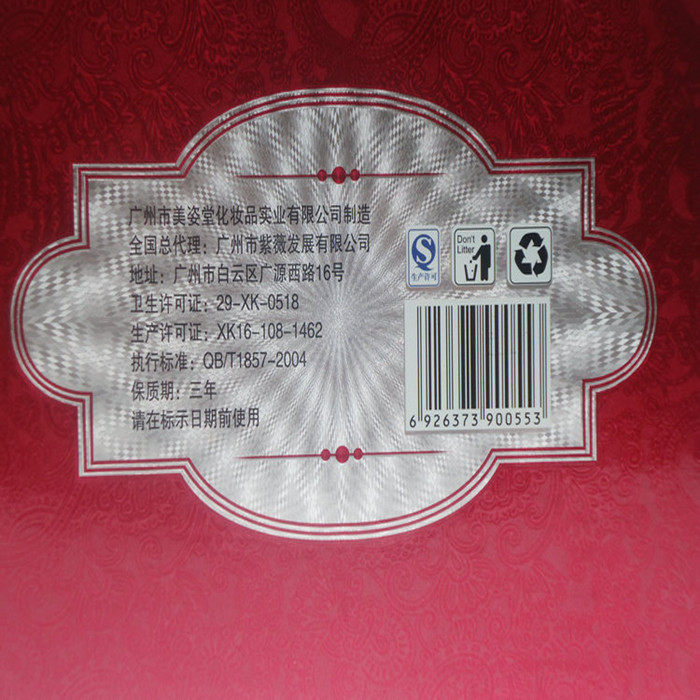 广州市美姿堂化妆品实业有限公司制造
全国总代理：广州市紫薇发展有限公司
地址：广州市白云区广源西路16号
卫生许可证：29-XK-0518
生产许可证：XK16-108-1462
执行标准：QB/T1857-2004
保质期：三年
请在标示日期前使用
生产许可
Don't
Litter
6 926373 900553